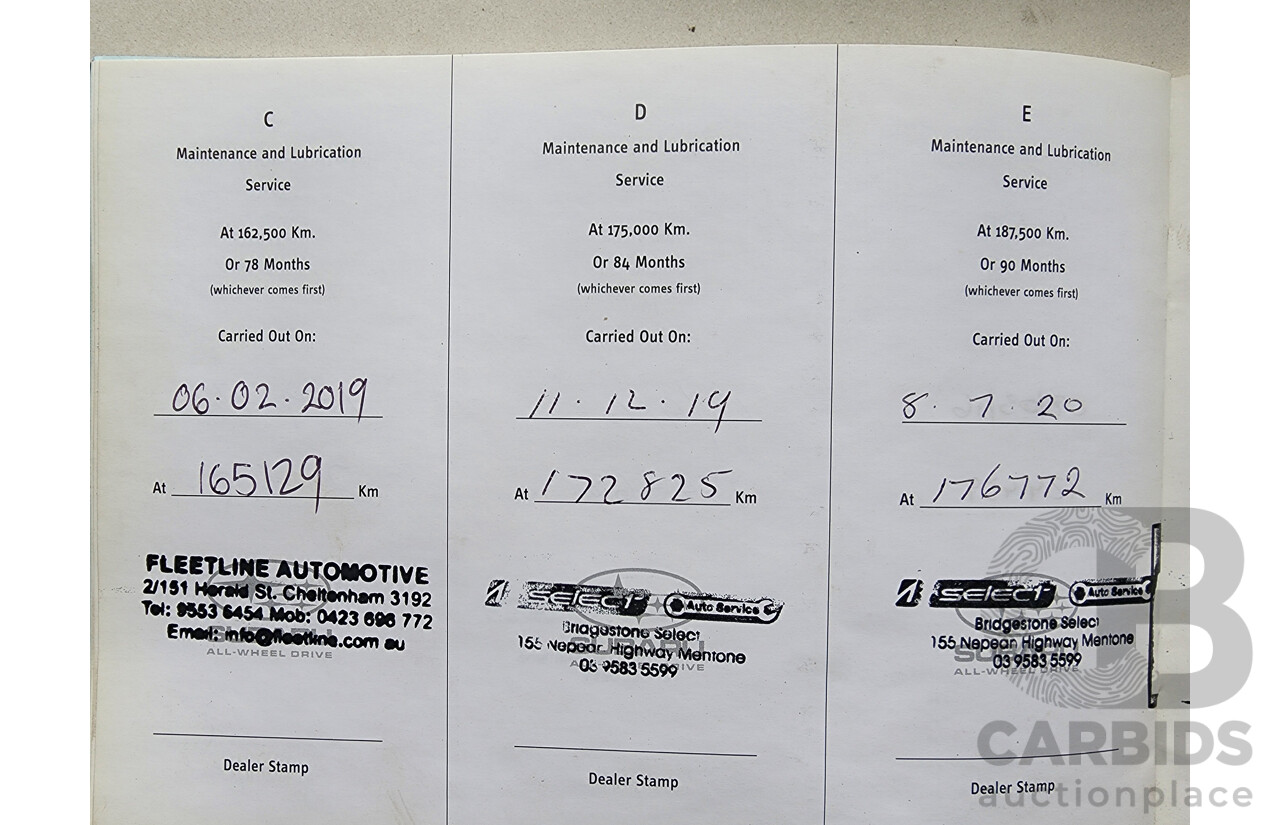 C
Maintenance and Lubrication
Service
At 162,500 Km.
Or 78 Months
(whichever comes first)
Carried Out On:
06.02.2019
At 165129 Km
FLEETLINE AUTOMOTIVE
2/151 Herald St. Cheltenham 3192
Tel: 9553 6454 Mob: 0423 696 772
Email: info@fleetline.com au
SUBARU
ALL-WHEEL DRIVE
Dealer Stamp
D
Maintenance and Lubrication
Service
At 175,000 Km.
Or 84 Months
(whichever comes first)
Carried Out On:
11.12.19
At 172825 Km
SELECT Auto Service
Bridgestone Select
155 Nepean Highway Mentone
03 9583 5599
SUBARU
ALL-WHEEL DRIVE
Dealer Stamp
E
Maintenance and Lubrication
Service
At 187,500 Km.
Or 90 Months
(whichever comes first)
Carried Out On:
8.7.20
At 176772 Km
SELECT Auto Service
Bridgestone Select
155 Nepean Highway Mentone
03 9583 5599
SUBARU
ALL-WHEEL DRIVE
Dealer Stamp
B
CARBIDS
auctionplace